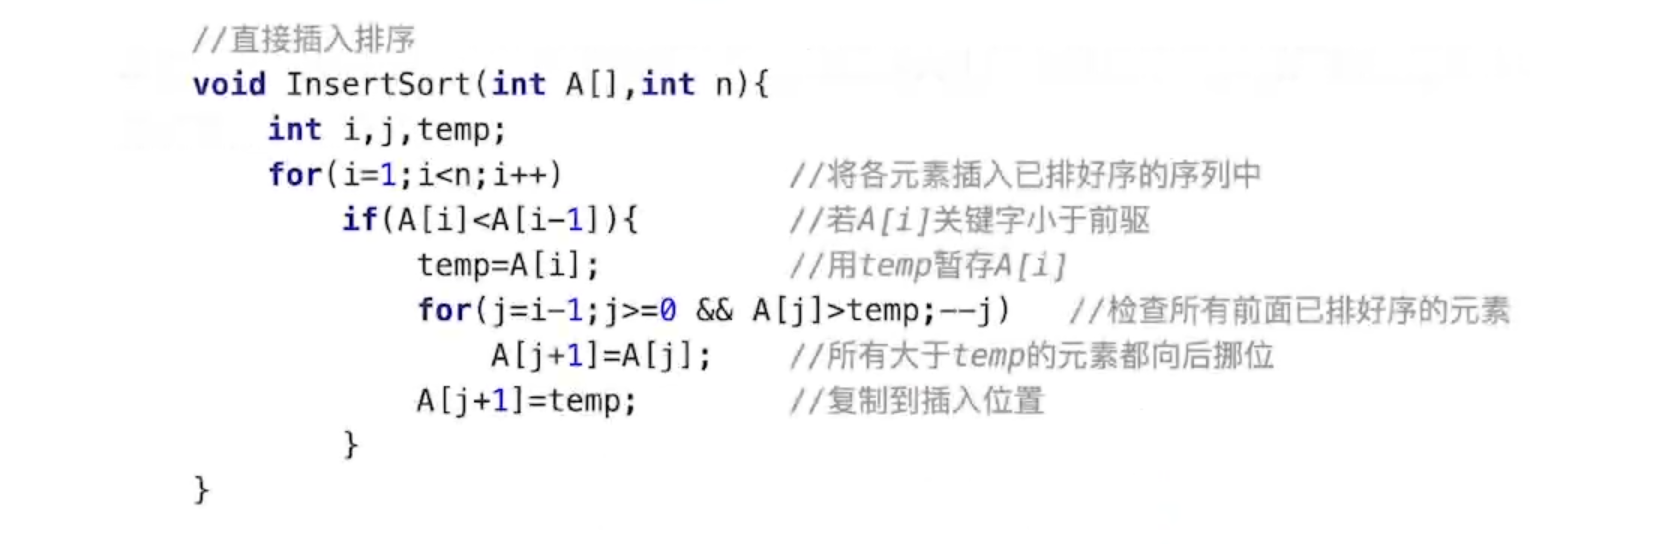 //直接插入排序
void InsertSort(int A[],int n){
    int i,j,temp;
    for(i=1;i<n;i++)            //将各元素插入已排好序的序列中
        if(A[i]<A[i-1]){        //若A[i]关键字小于前驱
            temp=A[i];          //用temp暂存A[i]
            for(j=i-1;j>=0 && A[j]>temp;--j)   //检查所有前面已排好序的元素
                A[j+1]=A[j];    //所有大于temp的元素都向后挪位
            A[j+1]=temp;        //复制到插入位置
        }
}